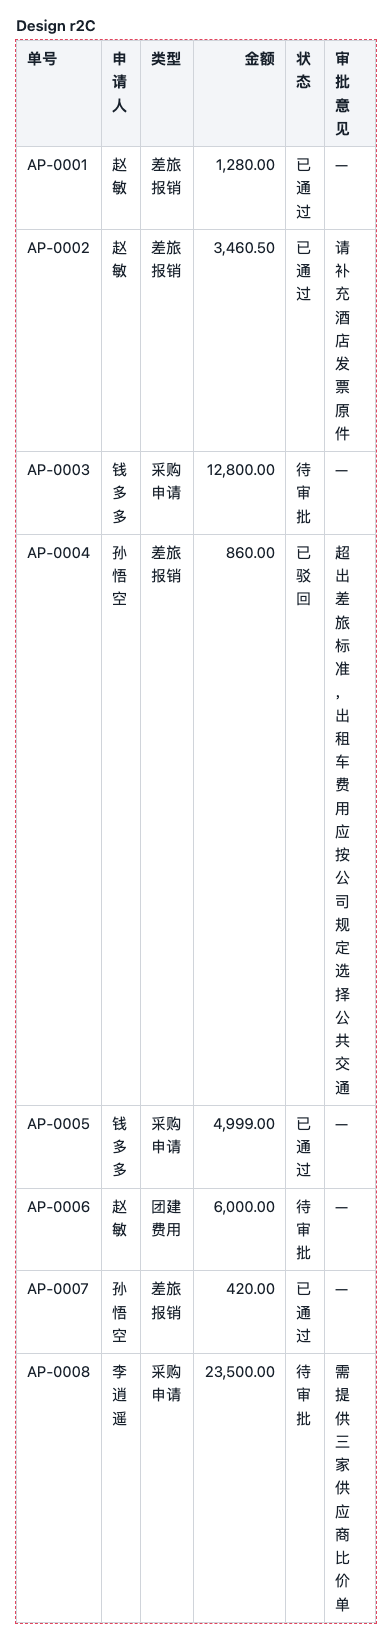 Design r2C
单号 申请人 类型 金额 状态 审批意见
AP-0001 赵敏 差旅报销 1,280.00 已通过 —
AP-0002 赵敏 差旅报销 3,460.50 已通过 请补充酒店发票原件
AP-0003 钱多多 采购申请 12,800.00 待审批 —
AP-0004 孙悟空 差旅报销 860.00 已驳回 超出差旅标准，出租车费用应按公司规定选择公共交通
AP-0005 钱多多 采购申请 4,999.00 已通过 —
AP-0006 赵敏 团建费用 6,000.00 待审批 —
AP-0007 孙悟空 差旅报销 420.00 已通过 —
AP-0008 李逍遥 采购申请 23,500.00 待审批 需提供三家供应商比价单